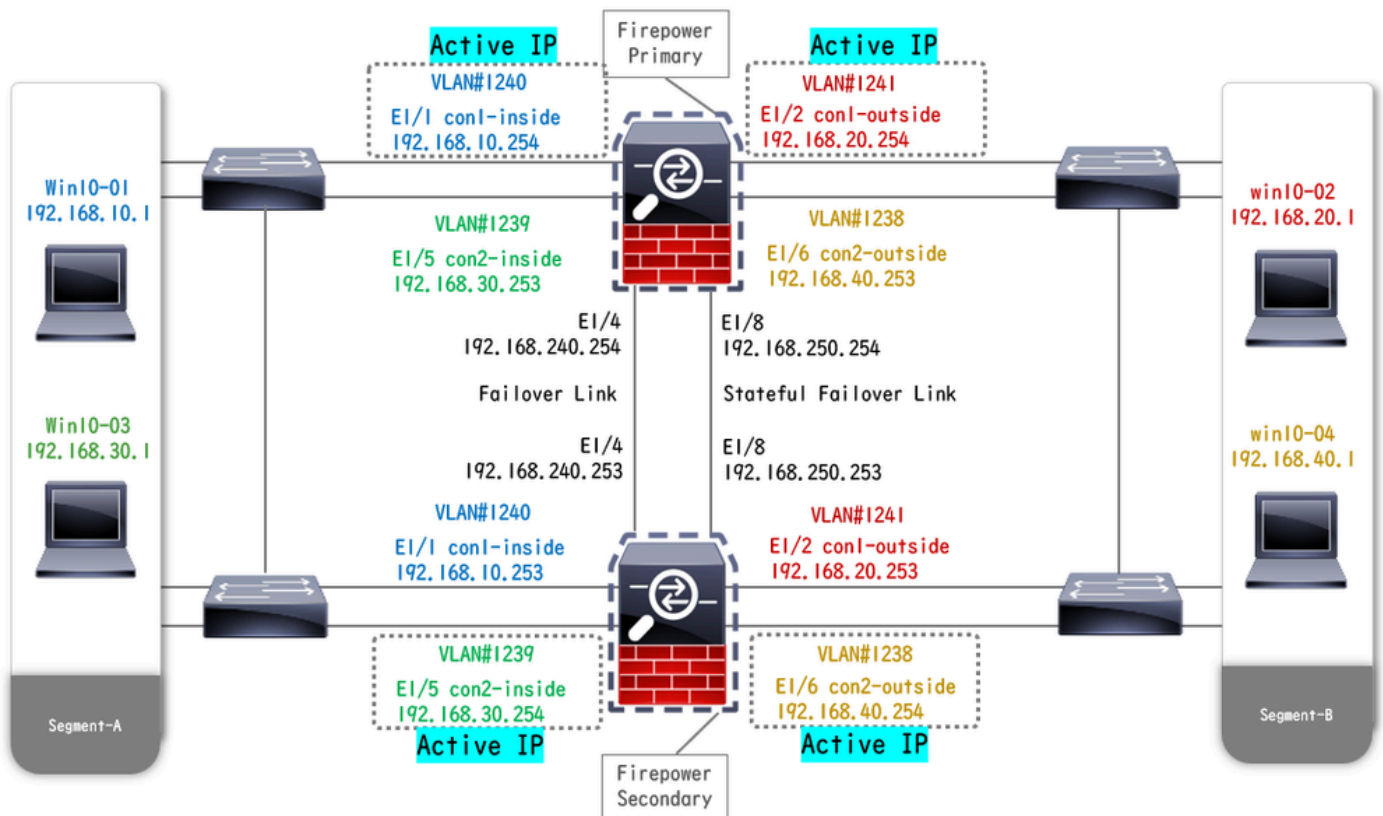 Firepower
Primary
Active IP
VLAN#1240
E1/1 con1-inside
192.168.10.254
Active IP
VLAN#1241
E1/2 con1-outside
192.168.20.254
Win10-01
192.168.10.1
win10-02
192.168.20.1
VLAN#1239
E1/5 con2-inside
192.168.30.253
VLAN#1238
E1/6 con2-outside
192.168.40.253
E1/4
192.168.240.254
E1/8
192.168.250.254
Failover Link
Stateful Failover Link
Win10-03
192.168.30.1
win10-04
192.168.40.1
E1/4
192.168.240.253
E1/8
192.168.250.253
VLAN#1240
E1/1 con1-inside
192.168.10.253
VLAN#1241
E1/2 con1-outside
192.168.20.253
VLAN#1239
E1/5 con2-inside
192.168.30.254
Active IP
VLAN#1238
E1/6 con2-outside
192.168.40.254
Active IP
Segment-A
Segment-B
Firepower
Secondary